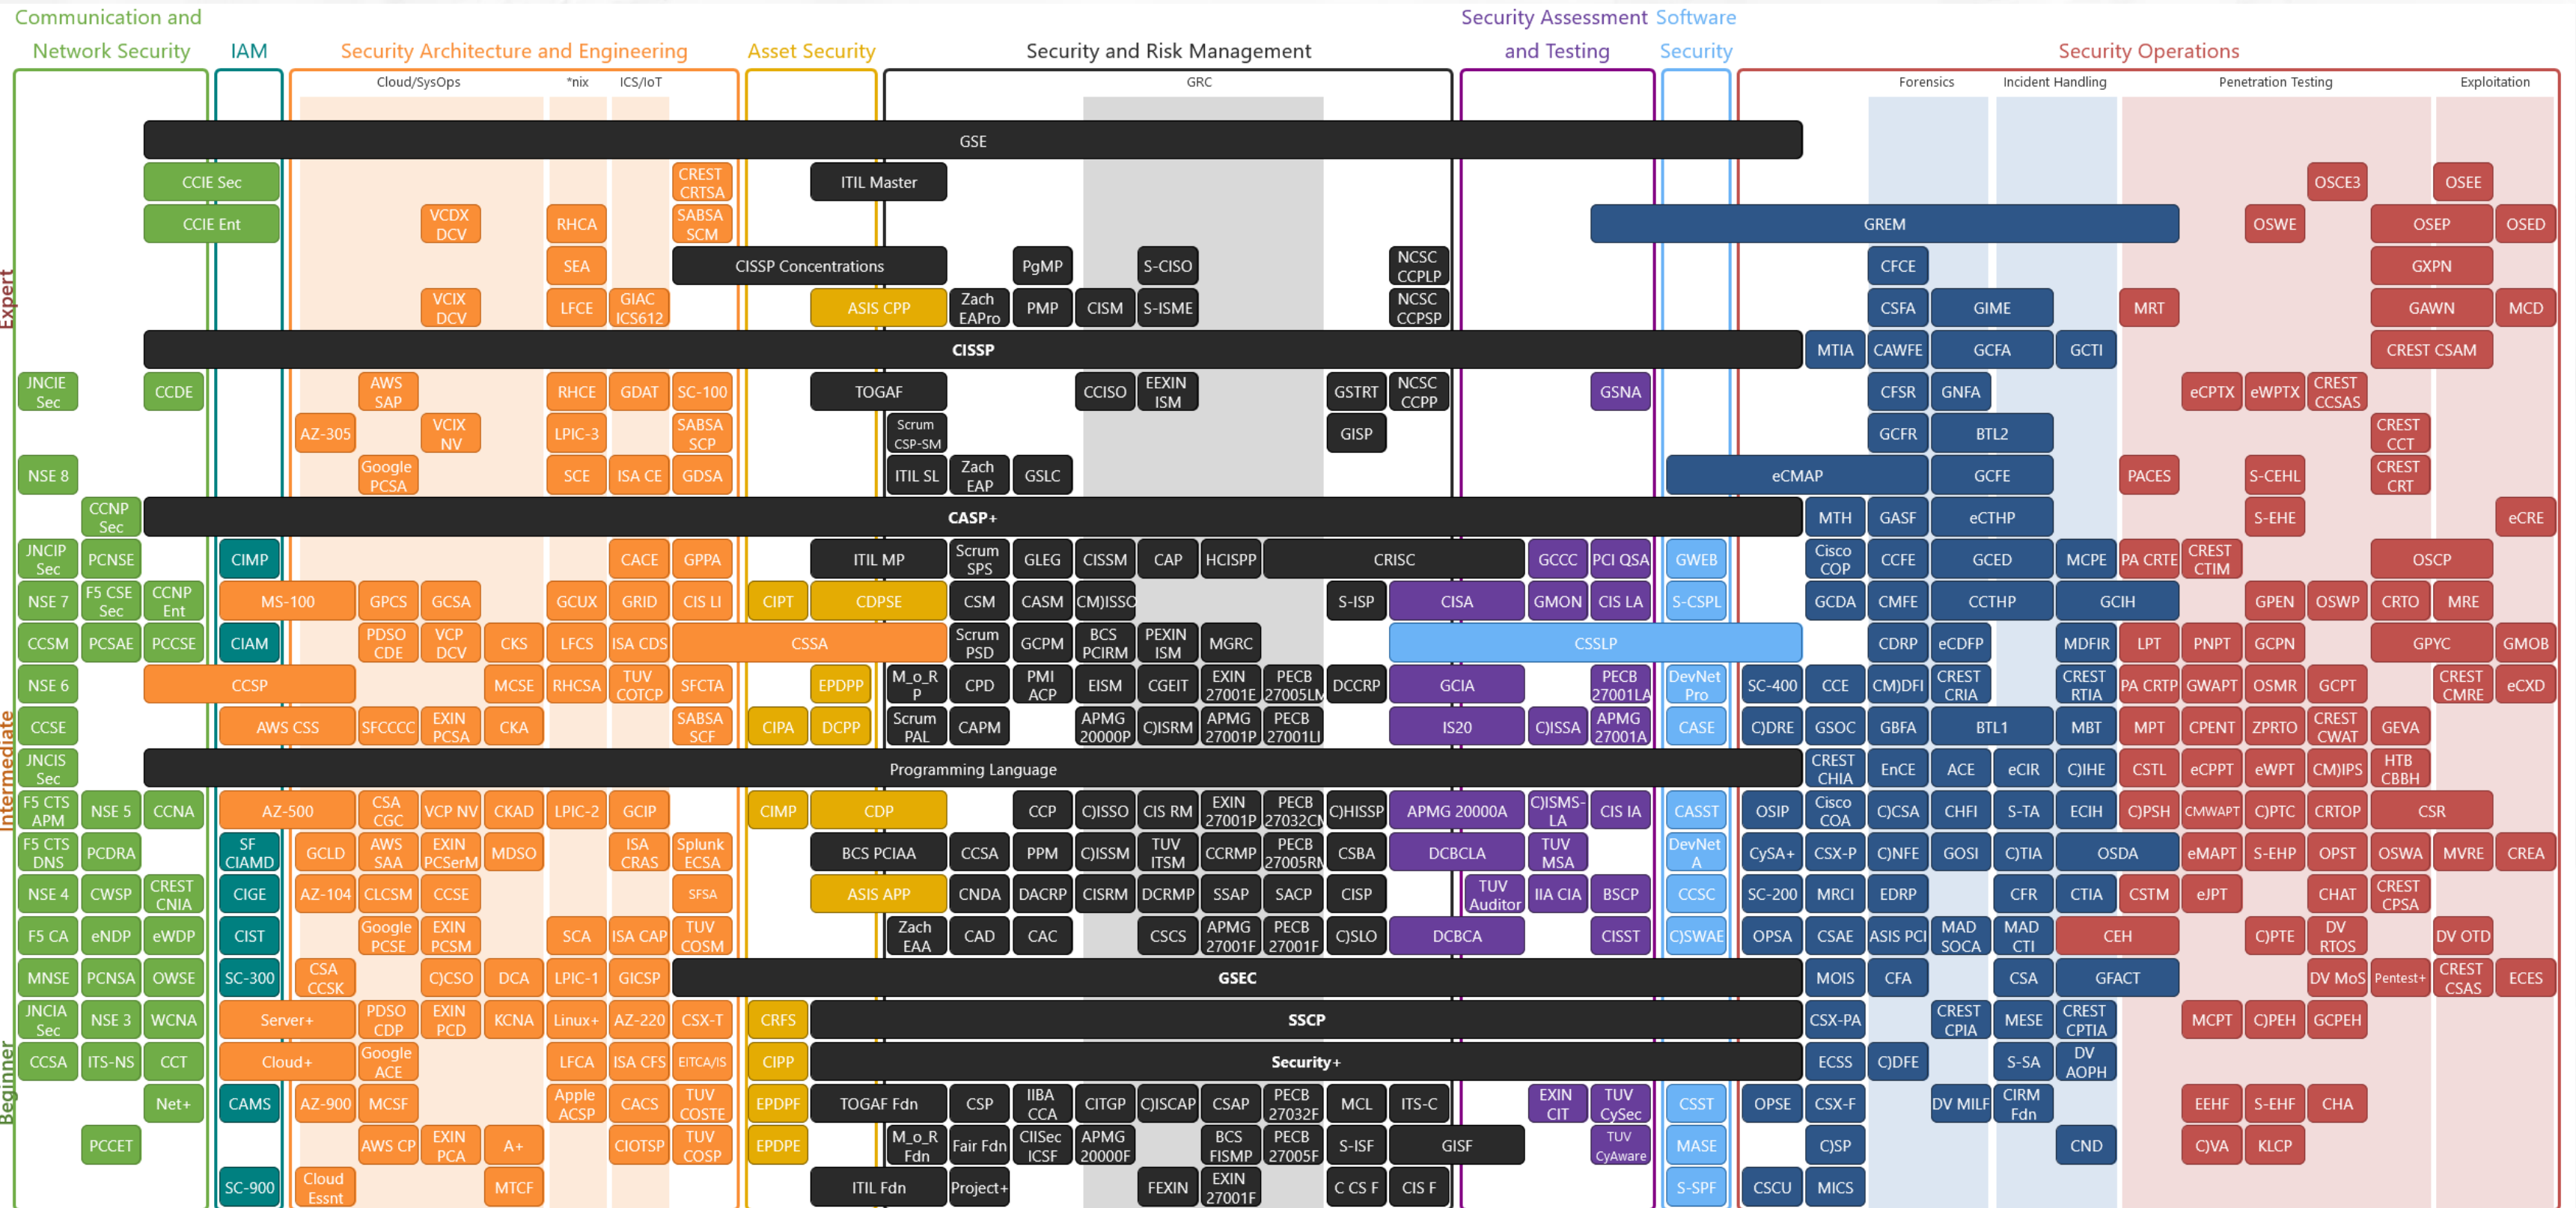 Communication and
Network Security
IAM
Security Architecture and Engineering
Asset Security
Security and Risk Management
Security Assessment
and Testing
Software
Security
Security Operations
Cloud/SysOps
*nix
ICS/IoT
GRC
Forensics
Incident Handling
Penetration Testing
Exploitation
Expert
Intermediate
Beginner
GSE
CCIE Sec
CREST CRTSA
ITIL Master
OSCE3
OSEE
CCIE Ent
VCDX DCV
RHCA
SABSA SCM
GREM
OSWE
OSEP
OSED
SEA
CISSP Concentrations
PgMP
S-CISO
NCSC CCPLP
CFCE
GXPN
VCIX DCV
LFCE
GIAC ICS612
ASIS CPP
Zach EAPro
PMP
CISM
S-ISME
NCSC CCPSP
CSFA
GIME
MRT
GAWN
MCD
CISSP
MTIA
CAWFE
GCFA
GCTI
CREST CSAM
JNCIE Sec
CCDE
AWS SAP
RHCE
GDAT
SC-100
TOGAF
CCISO
EEXIN ISM
GSTRT
NCSC CCPP
GSNA
CFSR
GNFA
eCPTX
eWPTX
CREST CCSAS
AZ-305
VCIX NV
LPIC-3
SABSA SCP
Scrum CSP-SM
GISP
GCFR
BTL2
CREST CCT
NSE 8
Google PCSA
SCE
ISA CE
GDSA
ITIL SL
Zach EAP
GSLC
eCMAP
GCFE
PACES
S-CEHL
CREST CRT
CCNP Sec
CASP+
MTH
GASF
eCTHP
S-EHE
eCRE
JNCIP Sec
PCNSE
CIMP
CACE
GPPA
ITIL MP
Scrum SPS
GLEG
CISSM
CAP
HCISPP
CRISC
GCCC
PCI QSA
GWEB
Cisco COP
CCFE
GCED
MCPE
PA CRTE
CREST CTIM
OSCP
NSE 7
F5 CSE Sec
CCNP Ent
MS-100
GPCS
GCSA
GCUX
GRID
CIS LI
CIPT
CDPSE
CSM
CASM
CM)ISSO
S-ISP
CISA
GMON
CIS LA
S-CSPL
GCDA
CMFE
CCTHP
GCIH
GPEN
OSWP
CRTO
MRE
CCSM
PCSAE
PCCSE
CIAM
PDSO CDE
VCP DCV
CKS
LFCS
ISA CDS
CSSA
Scrum PSD
GCPM
BCS PCIRM
PEXIN ISM
MGRC
CSSLP
CDRP
eCDFP
MDFIR
LPT
PNPT
GCPN
GPYC
GMOB
NSE 6
CCSP
MCSE
RHCSA
TUV COTCP
SFCTA
EPDPP
M_o_R P
CPD
PMI ACP
EISM
CGEIT
EXIN 27001E
PECB 27005LM
DCCRP
GCIA
PECB 27001LA
DevNet Pro
SC-400
CCE
CM)DFI
CREST CRIA
CREST RTIA
PA CRTP
GWAPT
OSMR
GCPT
CREST CMRE
eCXD
CCSE
AWS CSS
SFCCCC
EXIN PCSA
CKA
SABSA SCF
CIPA
DCPP
Scrum PAL
CAPM
APMG 20000P
C)ISRM
APMG 27001P
PECB 27001LI
IS20
C)ISSA
APMG 27001A
CASE
C)DRE
GSOC
GBFA
BTL1
MBT
MPT
CPENT
ZPRTO
CREST CWAT
GEVA
JNCIS Sec
Programming Language
CREST CHIA
EnCE
ACE
eCIR
C)IHE
CSTL
eCPPT
eWPT
CM)IPS
HTB CBBH
F5 CTS APM
NSE 5
CCNA
AZ-500
CSA CGC
VCP NV
CKAD
LPIC-2
GCIP
CIMP
CDP
CCP
C)ISSO
CIS RM
EXIN 27001P
PECB 27032CM
C)HISSP
APMG 20000A
C)ISMS-LA
CIS IA
CASST
OSIP
Cisco COA
C)CSA
CHFI
S-TA
ECIH
C)PSH
CMWAPT
C)PTC
CRTOP
CSR
F5 CTS DNS
PCDRA
SF CIAMD
GCLD
AWS SAA
EXIN PCSerM
MDSO
ISA CRAS
Splunk ECSA
BCS PCIAA
CCSA
PPM
C)ISSM
TUV ITSM
CCRMP
PECB 27005RM
CSBA
DCBCLA
TUV MSA
DevNet A
CySA+
CSX-P
C)NFE
GOSI
C)TIA
OSDA
eMAPT
S-EHP
OPST
OSWA
MVRE
CREA
NSE 4
CWSP
CREST CNIA
CIGE
AZ-104
CLCSM
CCSE
SFSA
ASIS APP
CNDA
DACRP
CISRM
DCRMP
SSAP
SACP
CISP
TUV Auditor
IIA CIA
BSCP
CCSC
SC-200
MRCI
EDRP
CFR
CTIA
CSTM
eJPT
CHAT
CREST CPSA
F5 CA
eNDP
eWDP
CIST
Google PCSE
EXIN PCSM
SCA
ISA CAP
TUV COSM
Zach EAA
CAD
CAC
CSCS
APMG 27001F
PECB 27001F
C)SLO
DCBCA
CISST
C)SWAE
OPSA
CSAE
ASIS PCI
MAD SOCA
MAD CTI
CEH
C)PTE
DV RTOS
DV OTD
MNSE
PCNSA
OWSE
SC-300
CSA CCSK
C)CSO
DCA
LPIC-1
GICSP
GSEC
MOIS
CFA
CSA
GFACT
DV MoS
Pentest+
CREST CSAS
ECES
JNCIA Sec
NSE 3
WCNA
Server+
PDSO CDP
EXIN PCD
KCNA
Linux+
AZ-220
CSX-T
CRFS
SSCP
CSX-PA
CREST CPIA
MESE
CREST CPTIA
MCPT
C)PEH
GCPEH
CCSA
ITS-NS
CCT
Cloud+
Google ACE
LFCA
ISA CFS
EITCA/IS
CIPP
Security+
ECSS
C)DFE
S-SA
DV AOPH
Net+
CAMS
AZ-900
MCSF
Apple ACSP
CACS
TUV COSTE
EPDPF
TOGAF Fdn
CSP
IIBA CCA
CITGP
C)ISCAP
CSAP
PECB 27032F
MCL
ITS-C
EXIN CIT
TUV CySec
CSST
OPSE
CSX-F
DV MILF
CIRM Fdn
EEHF
S-EHF
CHA
PCCET
AWS CP
EXIN PCA
A+
CIOTSP
TUV COSP
EPDPE
M_o_R Fdn
Fair Fdn
CIISec ICSF
APMG 20000F
BCS FISMP
PECB 27005F
S-ISF
GISF
TUV CyAware
MASE
C)SP
CND
C)VA
KLCP
SC-900
Cloud Essnt
MTCF
ITIL Fdn
Project+
FEXIN
EXIN 27001F
C CS F
CIS F
S-SPF
CSCU
MICS